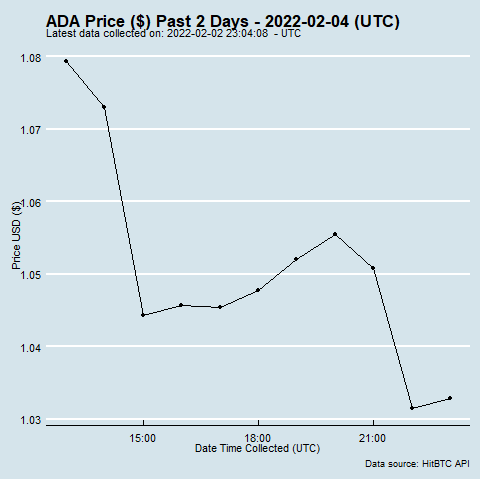 ADA Price ($) Past 2 Days - 2022-02-04 (UTC)
Latest data collected on: 2022-02-02 23:04:08 - UTC
1.08
1.07
1.06
1.05
1.04
1.03
Price USD ($)
15:00
18:00
21:00
Date Time Collected (UTC)
Data source: HitBTC API